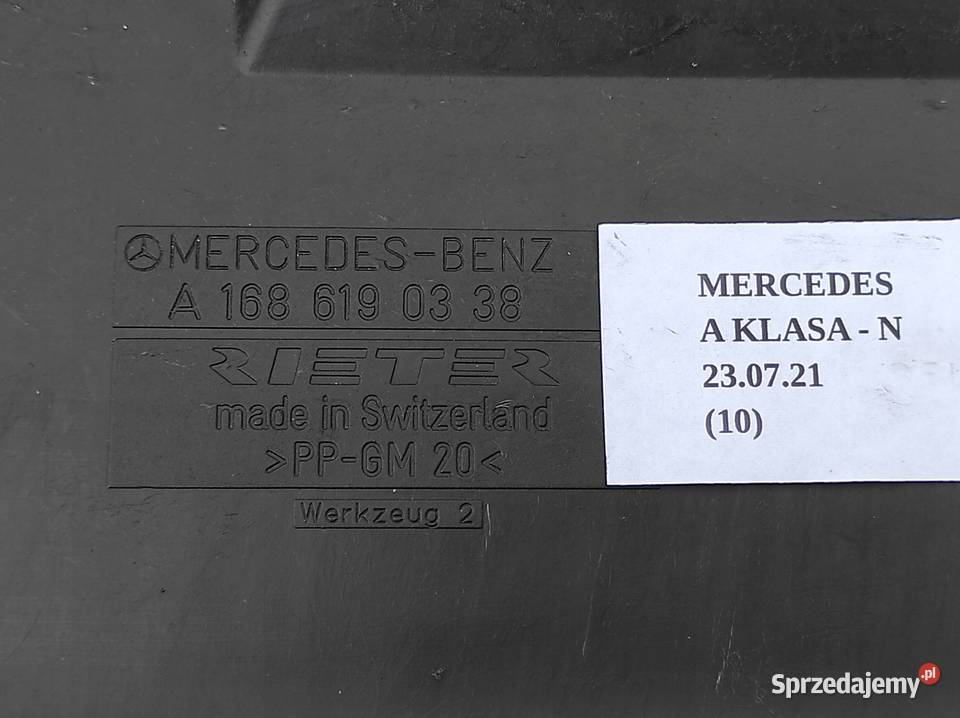 MERCEDES-BENZ
A 168 619 03 38
RIETER
made in Switzerland
>PP-GM 20<
Werkzeug 2
MERCEDES
A KLASA - N
23.07.21
(10)
Sprzedajemy.pl